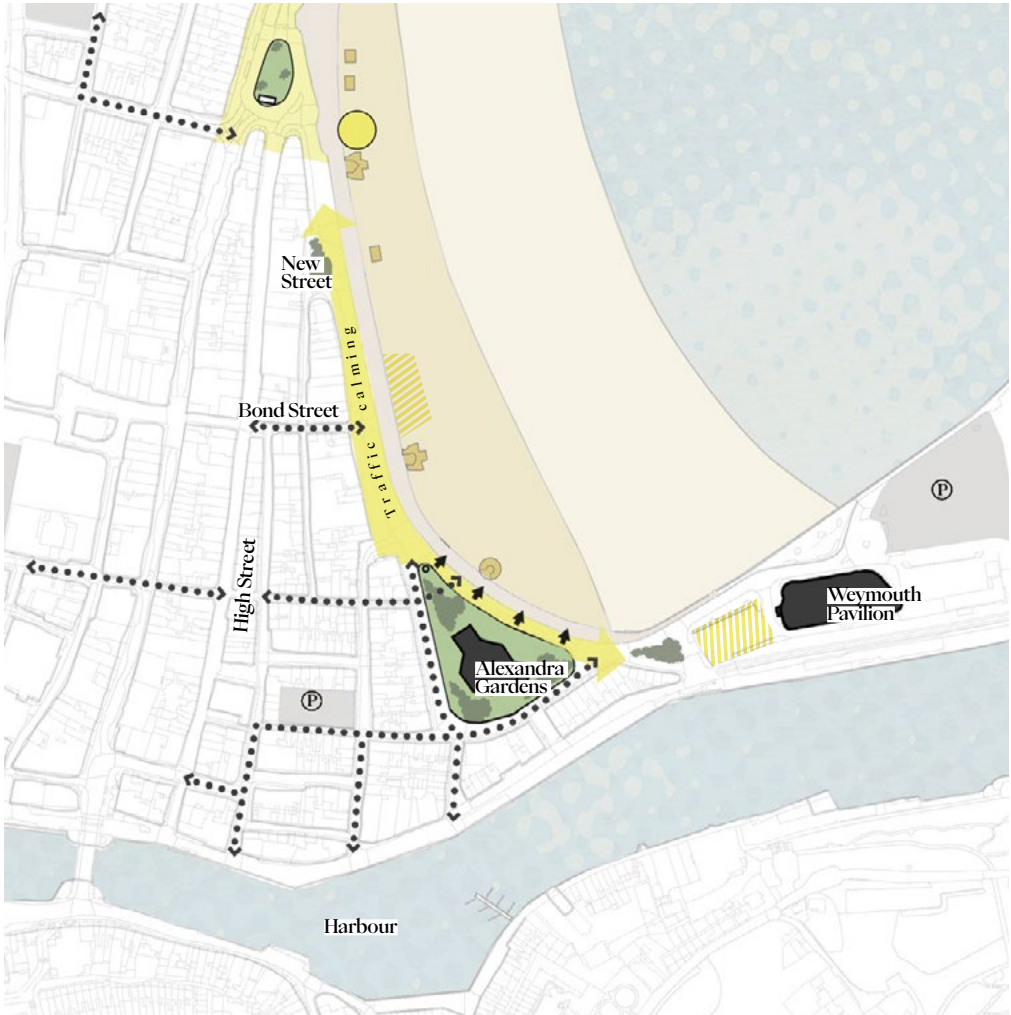 New
Street
Traffic calming
Bond Street
P
High Street
Weymouth
Pavilion
Alexandra
Gardens
P
Harbour